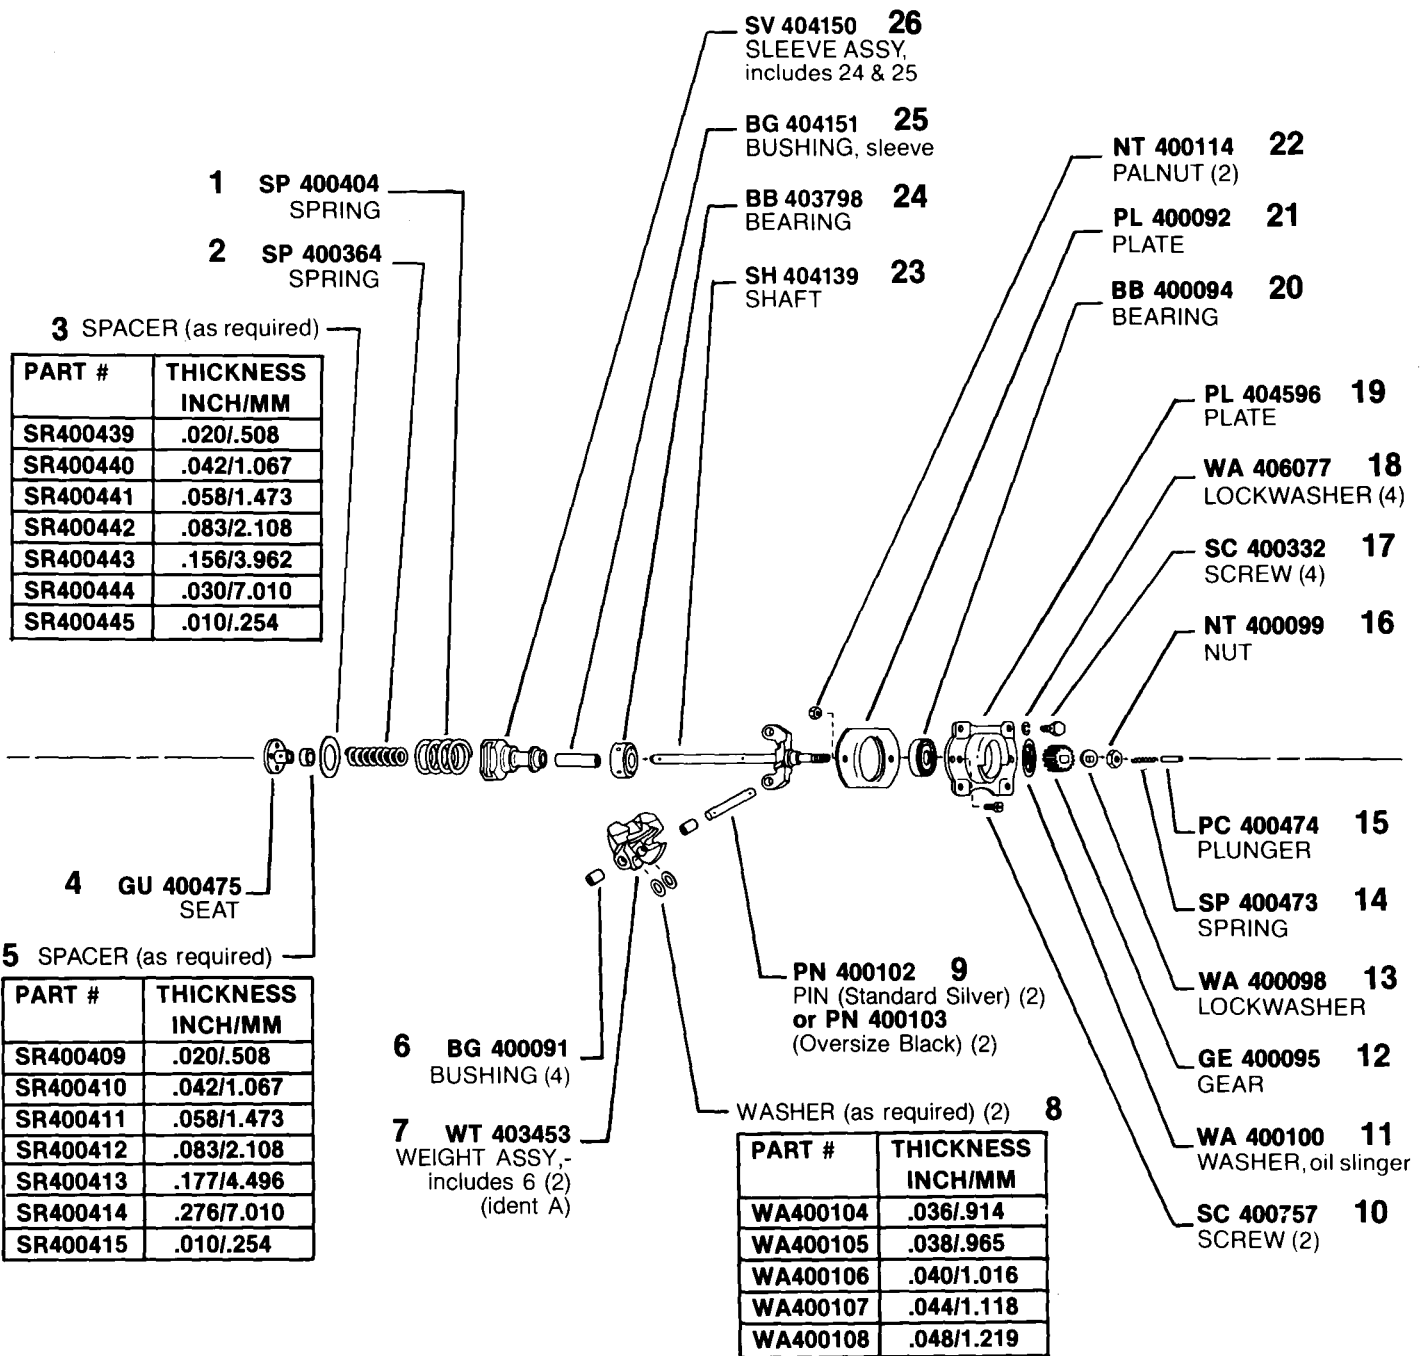 SV 404150 26
SLEEVE ASSY,
includes 24 & 25
BG 404151 25
BUSHING, sleeve
BB 403798 24
BEARING
SH 404139 23
SHAFT
NT 400114 22
PALNUT (2)
PL 400092 21
PLATE
BB 400094 20
BEARING
PL 404596 19
PLATE
WA 406077 18
LOCKWASHER (4)
SC 400332 17
SCREW (4)
NT 400099 16
NUT
1 SP 400404
SPRING
2 SP 400364
SPRING
3 SPACER (as required)
PART # THICKNESS
INCH/MM
SR400439 .020/.508
SR400440 .042/1.067
SR400441 .058/1.473
SR400442 .083/2.108
SR400443 .156/3.962
SR400444 .030/7.010
SR400445 .010/.254
4 GU 400475
SEAT
5 SPACER (as required)
PART # THICKNESS
INCH/MM
SR400409 .020/.508
SR400410 .042/1.067
SR400411 .058/1.473
SR400412 .083/2.108
SR400413 .177/4.496
SR400414 .276/7.010
SR400415 .010/.254
6 BG 400091
BUSHING (4)
7 WT 403453
WEIGHT ASSY,-
includes 6 (2)
(ident A)
PN 400102 9
PIN (Standard Silver) (2)
or PN 400103
(Oversize Black) (2)
WASHER (as required) (2) 8
PART # THICKNESS
INCH/MM
WA400104 .036/.914
WA400105 .038/.965
WA400106 .040/1.016
WA400107 .044/1.118
WA400108 .048/1.219
PC 400474 15
PLUNGER
SP 400473 14
SPRING
WA 400098 13
LOCKWASHER
GE 400095 12
GEAR
WA 400100 11
WASHER, oil slinger
SC 400757 10
SCREW (2)